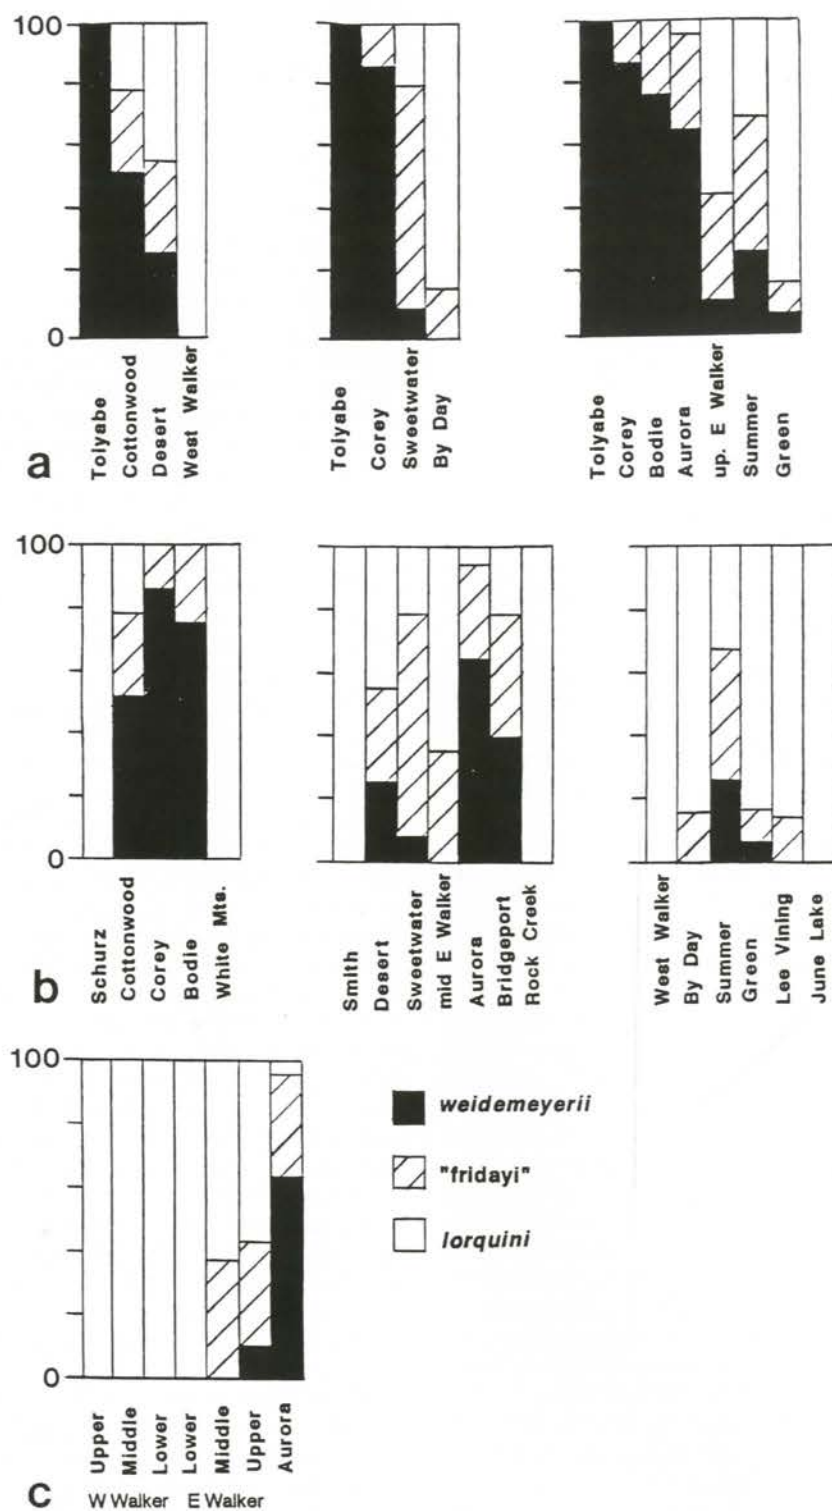 100
0
Tolyabe
Cottonwood
Desert
West Walker
Tolyabe
Corey
Sweetwater
By Day
Tolyabe
Corey
Bodie
Aurora
up. E Walker
Summer
Green
a
100
0
Schurz
Cottonwood
Corey
Bodie
White Mts.
Smith
Desert
Sweetwater
mid E Walker
Aurora
Bridgeport
Rock Creek
West Walker
By Day
Summer
Green
Lee Vining
June Lake
b
100
0
weidemeyerii
"fridayi"
lorquini
Upper
Middle
Lower
Lower
Middle
Upper
Aurora
W Walker E Walker
c